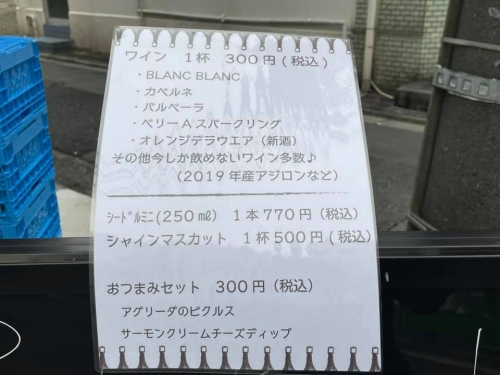 ワイン 1杯 300円(税込)
・BLANC BLANC
・カベルネ
・バルベーラ
・ベリーAスパークリング
・オレンジデラウエア (新酒)
その他今しか飲めないワイン多数♪
(2019年産アジロンなど)
シードルミニ(250㎖) 1本770円(税込)
シャインマスカット 1杯500円(税込)
おつまみセット 300円(税込)
アグリーダのピクルス
サーモンクリームチーズディップ